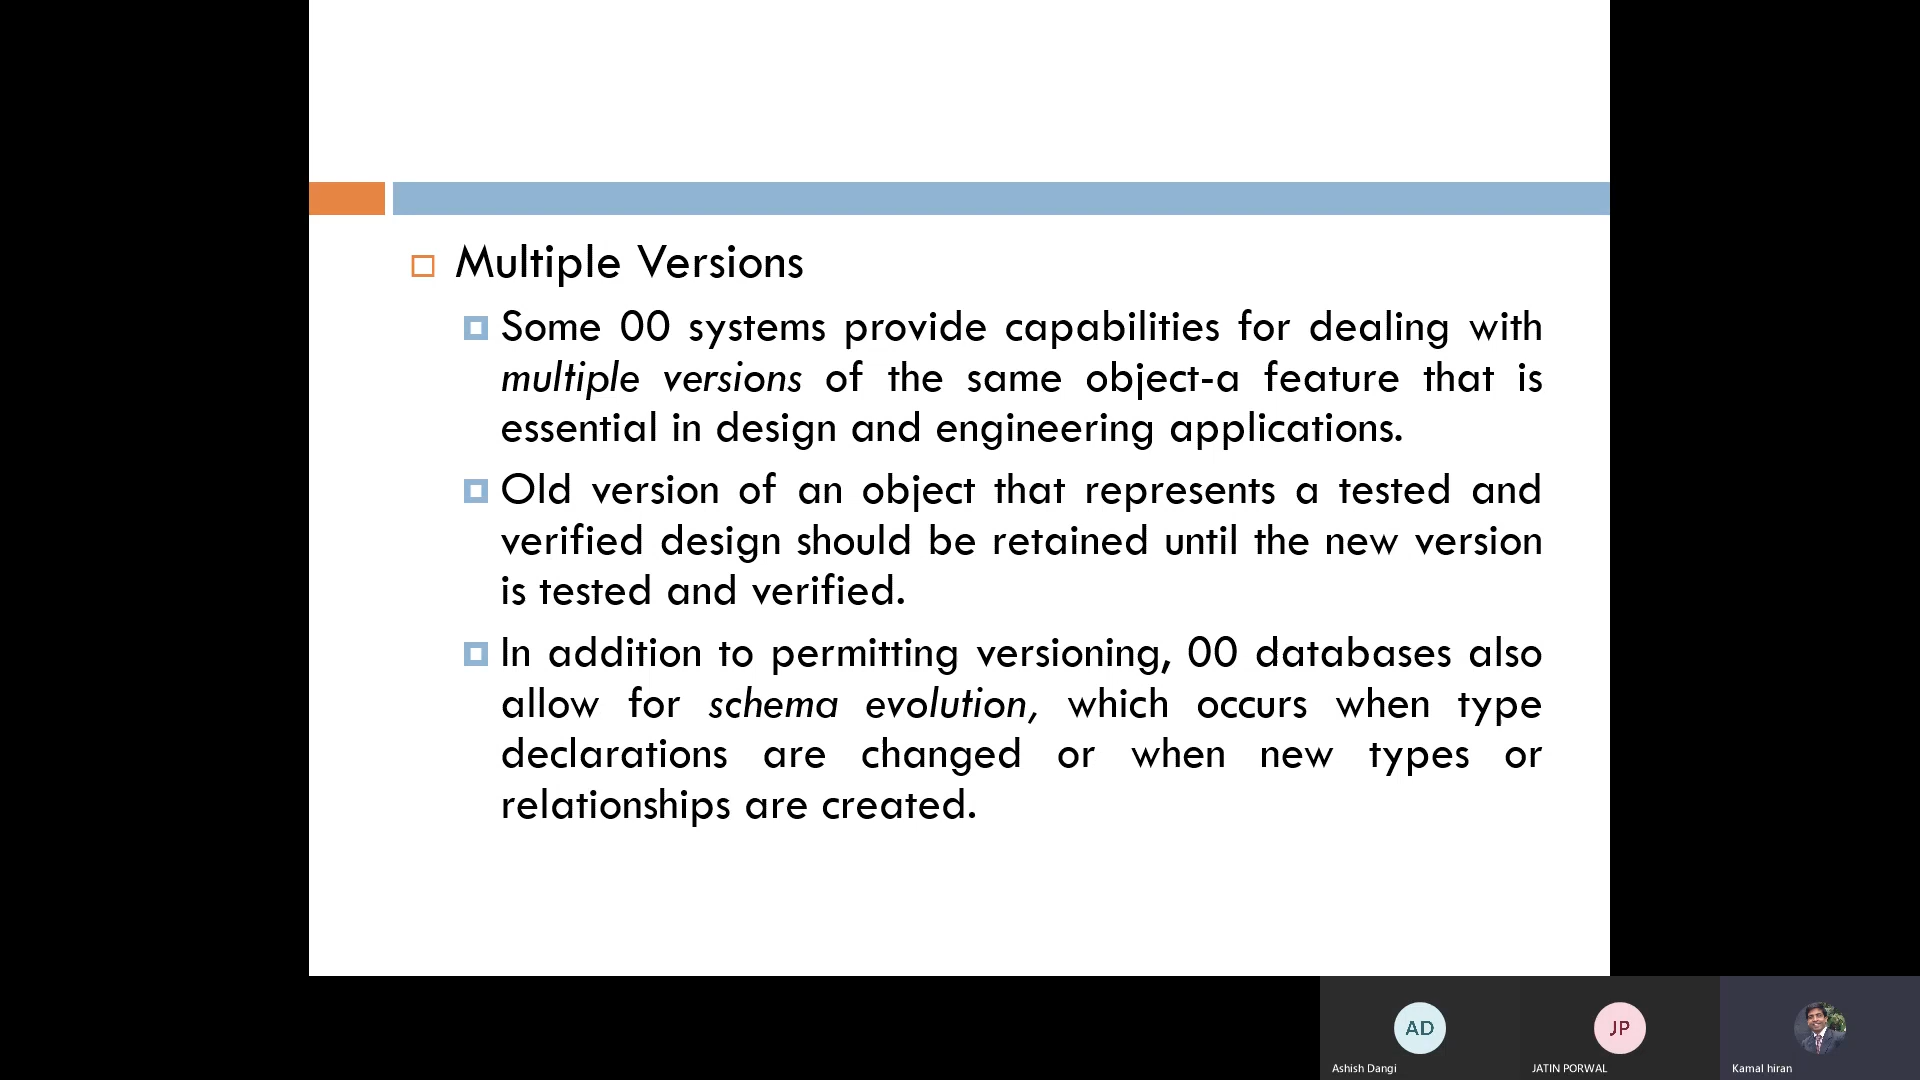 Multiple Versions
Some 00 systems provide capabilities for dealing with
multiple versions of the same object-a feature that is
essential in design and engineering applications.
Old version of an object that represents a tested and
verified design should be retained until the new version
is tested and verified.
In addition to permitting versioning, 00 databases also
allow for schema evolution, which occurs when type
declarations are changed or when new types or
relationships are created.
AD
JP
Ashish Dangi
JATIN PORWAL
Kamal hiran